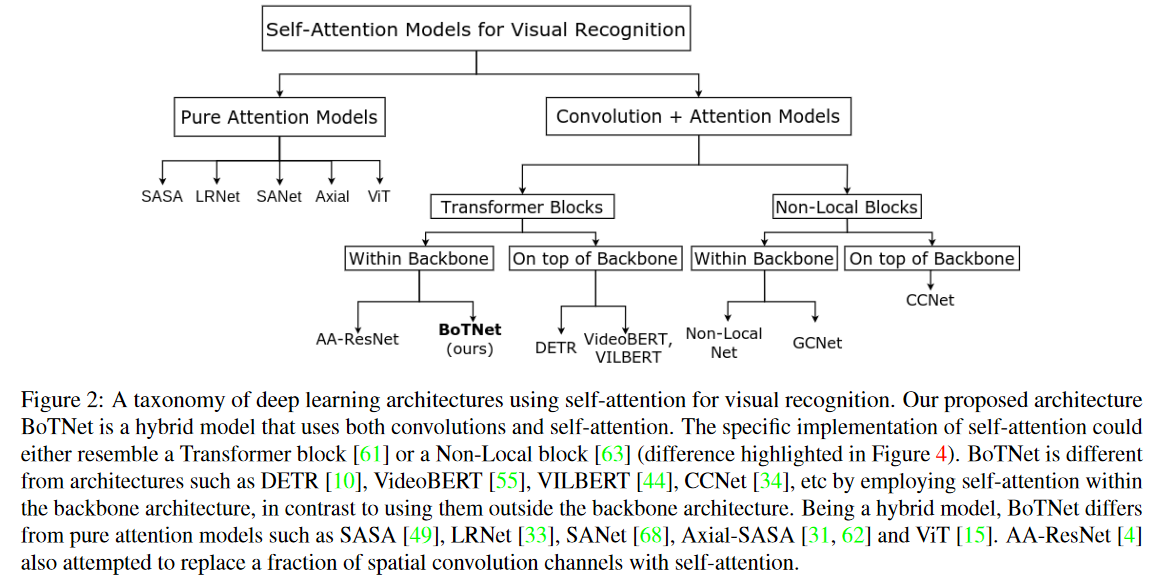 Self-Attention Models for Visual Recognition
Pure Attention Models
Convolution + Attention Models
SASA LRNet SANet Axial ViT
Transformer Blocks
Non-Local Blocks
Within Backbone
On top of Backbone
Within Backbone
On top of Backbone
AA-ResNet
BoTNet
(ours)
DETR
VideoBERT,
VILBERT
Non-Local
Net
GCNet
CCNet
Figure 2: A taxonomy of deep learning architectures using self-attention for visual recognition. Our proposed architecture
BoTNet is a hybrid model that uses both convolutions and self-attention. The specific implementation of self-attention could
either resemble a Transformer block [61] or a Non-Local block [63] (difference highlighted in Figure 4). BoTNet is different
from architectures such as DETR [10], VideoBERT [55], VILBERT [44], CCNet [34], etc by employing self-attention within
the backbone architecture, in contrast to using them outside the backbone architecture. Being a hybrid model, BoTNet differs
from pure attention models such as SASA [49], LRNet [33], SANet [68], Axial-SASA [31, 62] and ViT [15]. AA-ResNet [4]
also attempted to replace a fraction of spatial convolution channels with self-attention.